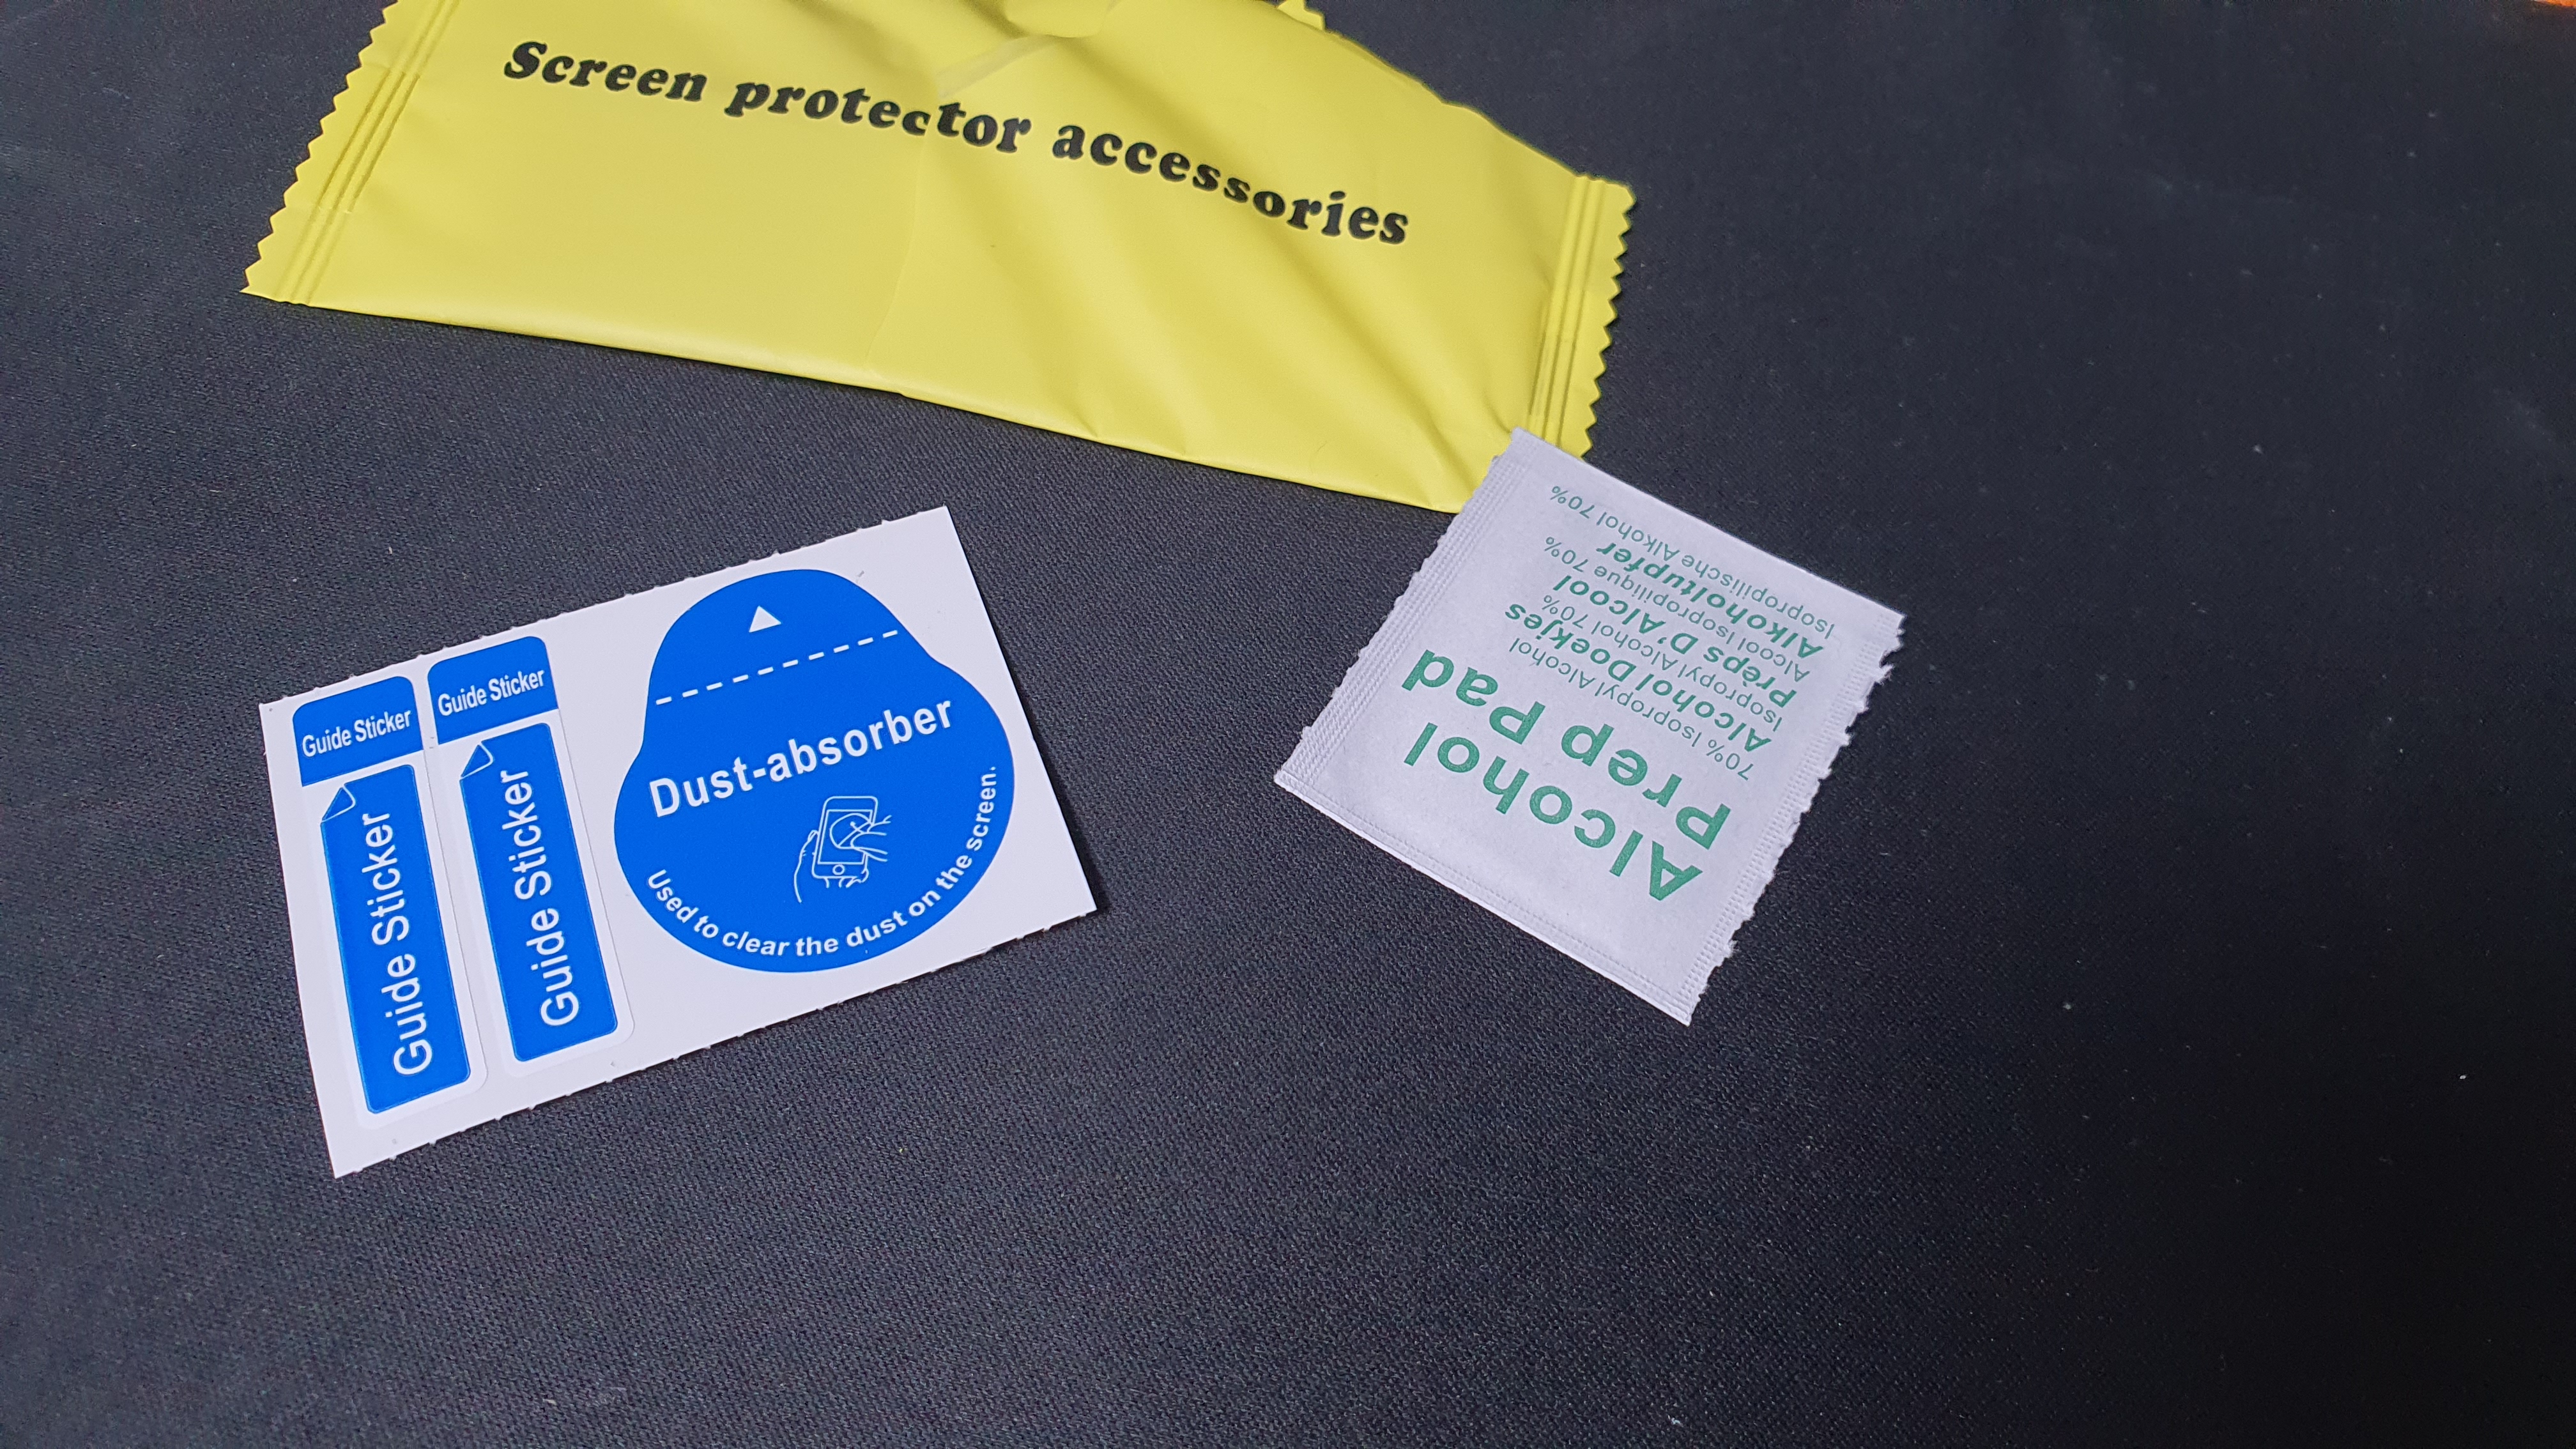 Screen protector accessories
Guide Sticker
Guide Sticker
Guide Sticker
Guide Sticker
Dust-absorber
Used to clear the dust on the screen.
Alcohol
Prep Pad
70% Isopropyl Alcohol
Alcohol Doekjes
Isopropyl Alcohol 70%
Prèps D'Alcool
Alcool Isopropilique 70%
Alkoholtupfer
Isopropilische Alkohol 70%